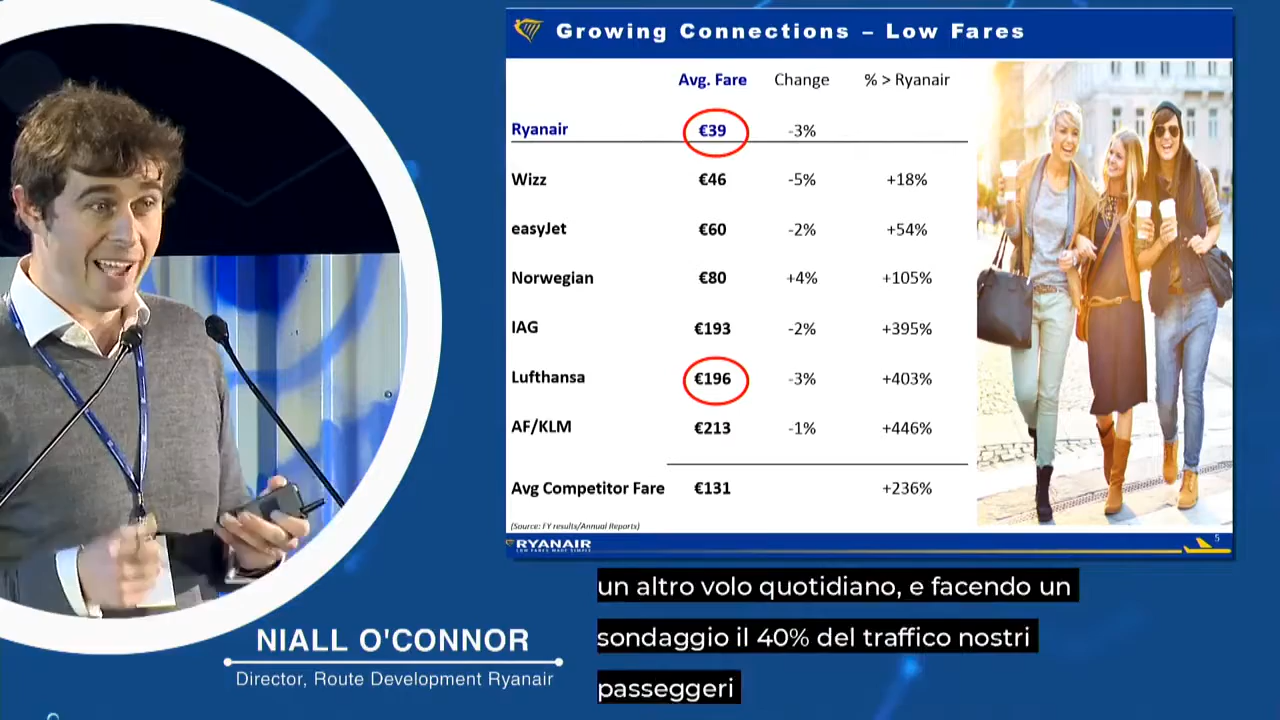 Growing Connections – Low Fares
Avg. Fare Change % > Ryanair
Ryanair €39 -3%
Wizz €46 -5% +18%
easyJet €60 -2% +54%
Norwegian €80 +4% +105%
IAG €193 -2% +395%
Lufthansa €196 -3% +403%
AF/KLM €213 -1% +446%
Avg Competitor Fare €131 +236%
(Source: FY results/Annual Reports)
RYANAIR
LOW FARES MADE SIMPLE
5
un altro volo quotidiano, e facendo un
sondaggio il 40% del traffico nostri
passeggeri
NIALL O'CONNOR
Director, Route Development Ryanair